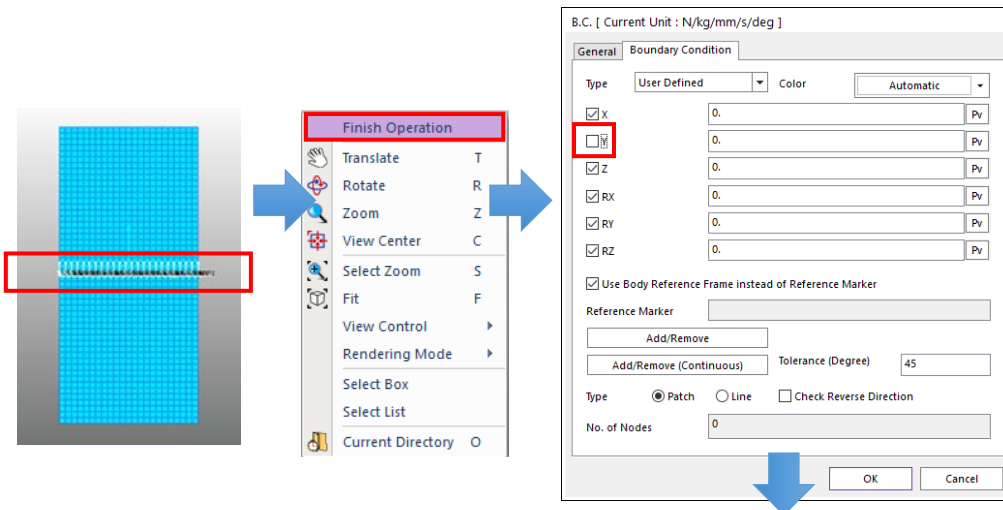 Finish Operation
Translate T
Rotate R
Zoom Z
View Center C
Select Zoom S
Fit F
View Control
Rendering Mode
Select Box
Select List
Current Directory O
B.C. [ Current Unit : N/kg/mm/s/deg ]
General Boundary Condition
Type User Defined Color Automatic
X 0. Pv
Y 0. Pv
Z 0. Pv
RX 0. Pv
RY 0. Pv
RZ 0. Pv
Use Body Reference Frame instead of Reference Marker
Reference Marker
Add/Remove
Add/Remove (Continuous) Tolerance (Degree) 45
Type Patch Line Check Reverse Direction
No. of Nodes 0
OK Cancel